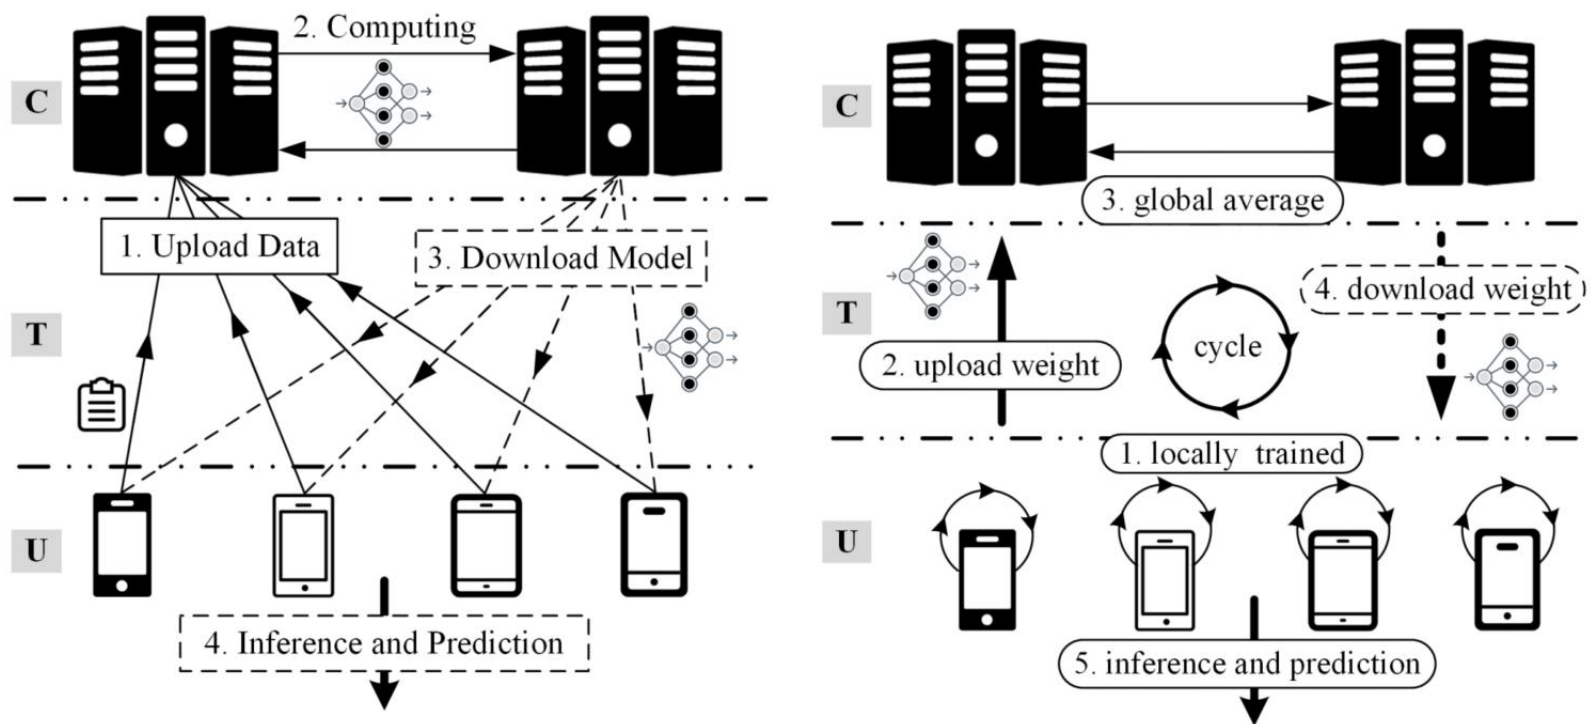 2. Computing
C
1. Upload Data
3. Download Model
T
U
4. Inference and Prediction
C
3. global average
T
4. download weight
cycle
2. upload weight
1. locally trained
U
5. inference and prediction